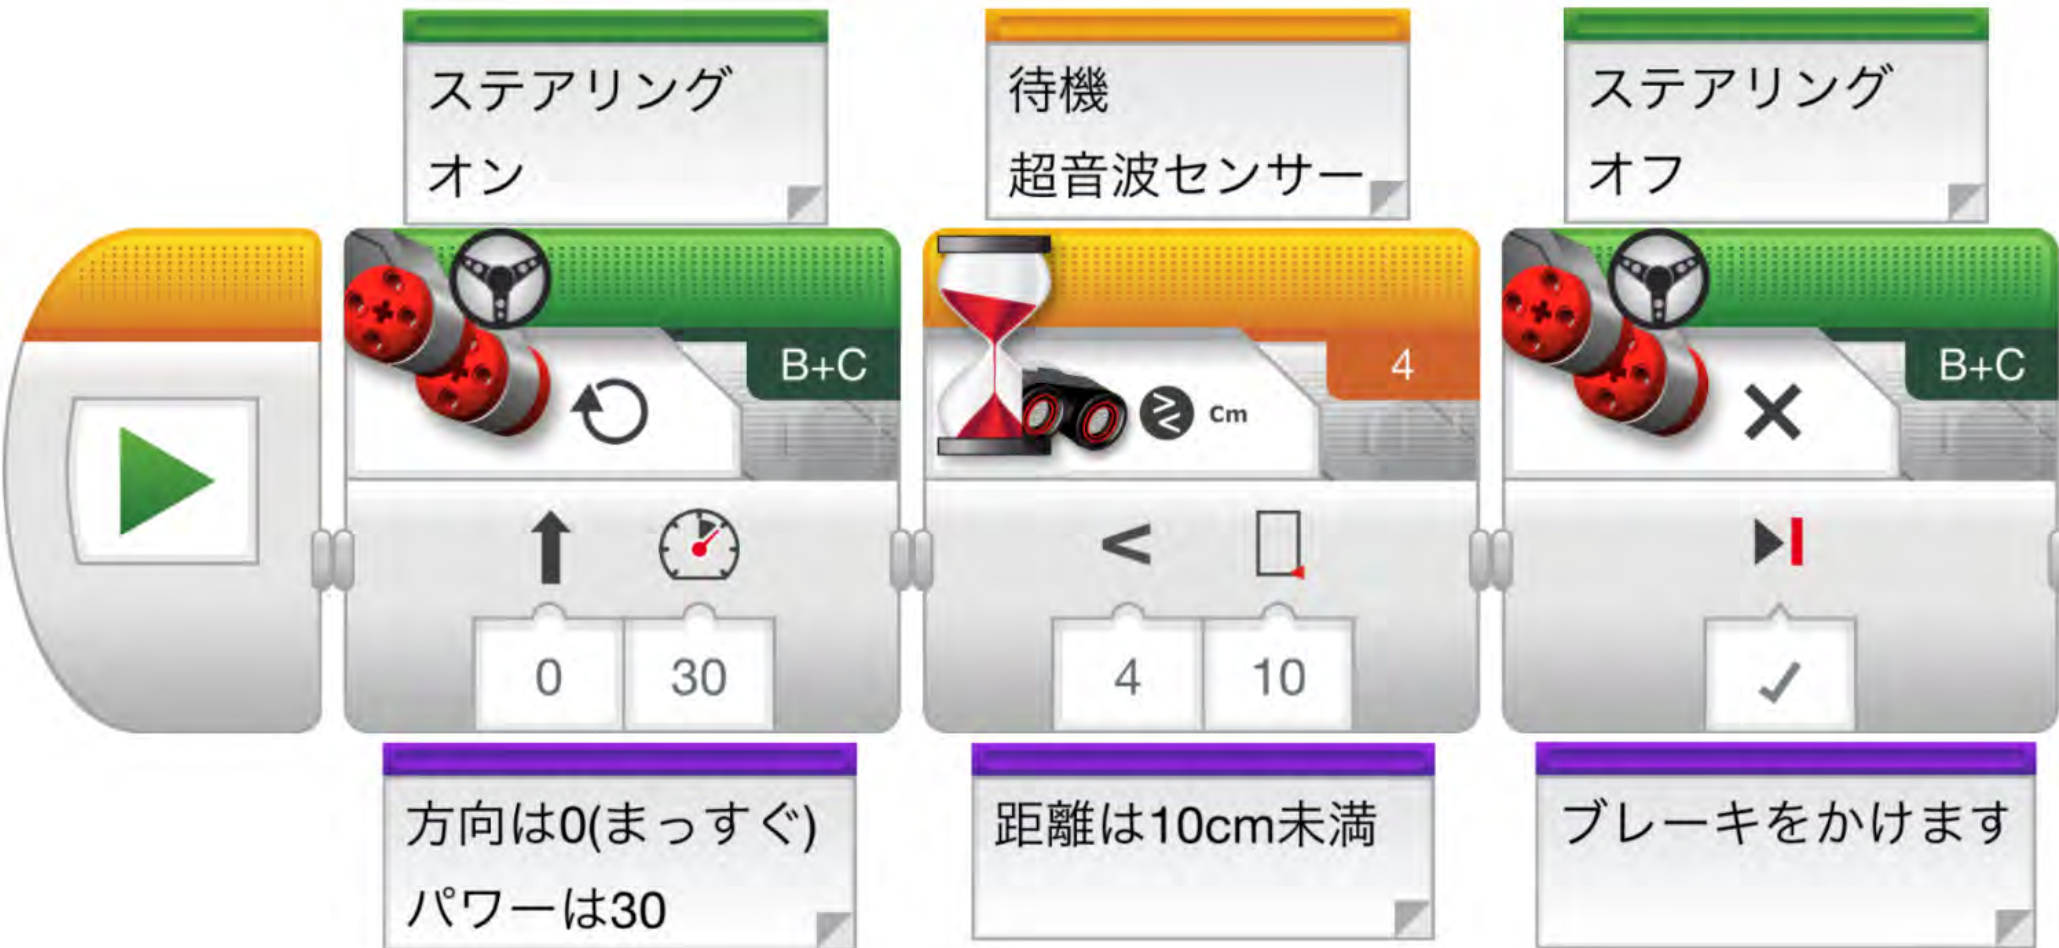 ステアリング
オン
待機
超音波センサー
ステアリング
オフ
B+C
4
Cm
B+C
<
0
30
4
10
方向は0(まっすぐ)
パワーは30
距離は10cm未満
ブレーキをかけます